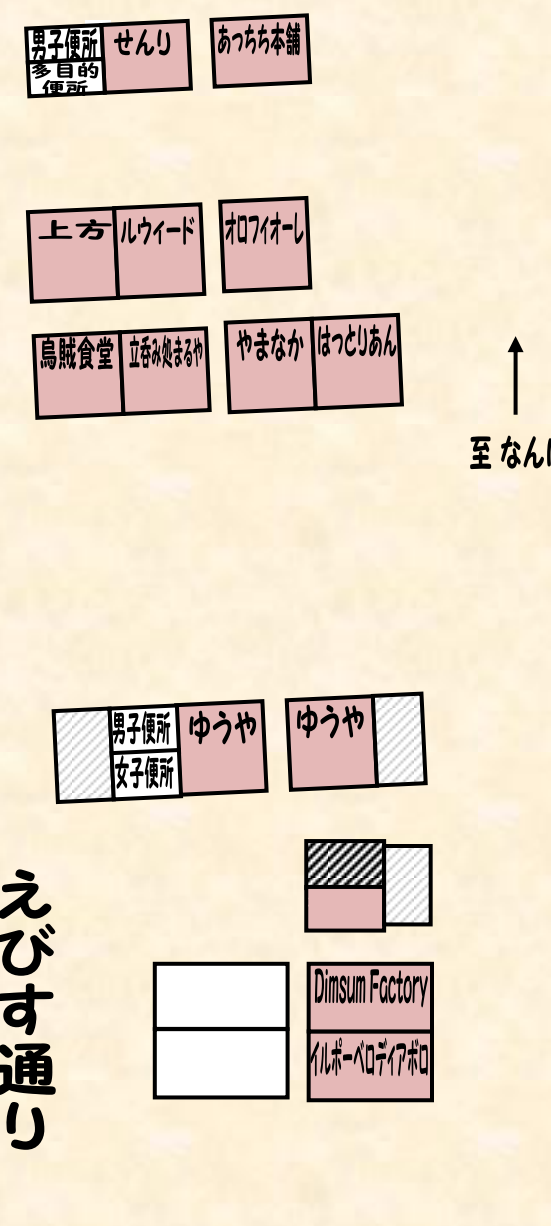 男子便所
せんり
あっちち本舗
多目的
便所
上方
ルウィード
オロフィオーレ
烏賊食堂
立呑み処まるや
やまなか
はっとりあん
至 なん
男子便所
ゆうや
ゆうや
女子便所
えびす通り
Dimsum Factory
イルポーベロディアボロ